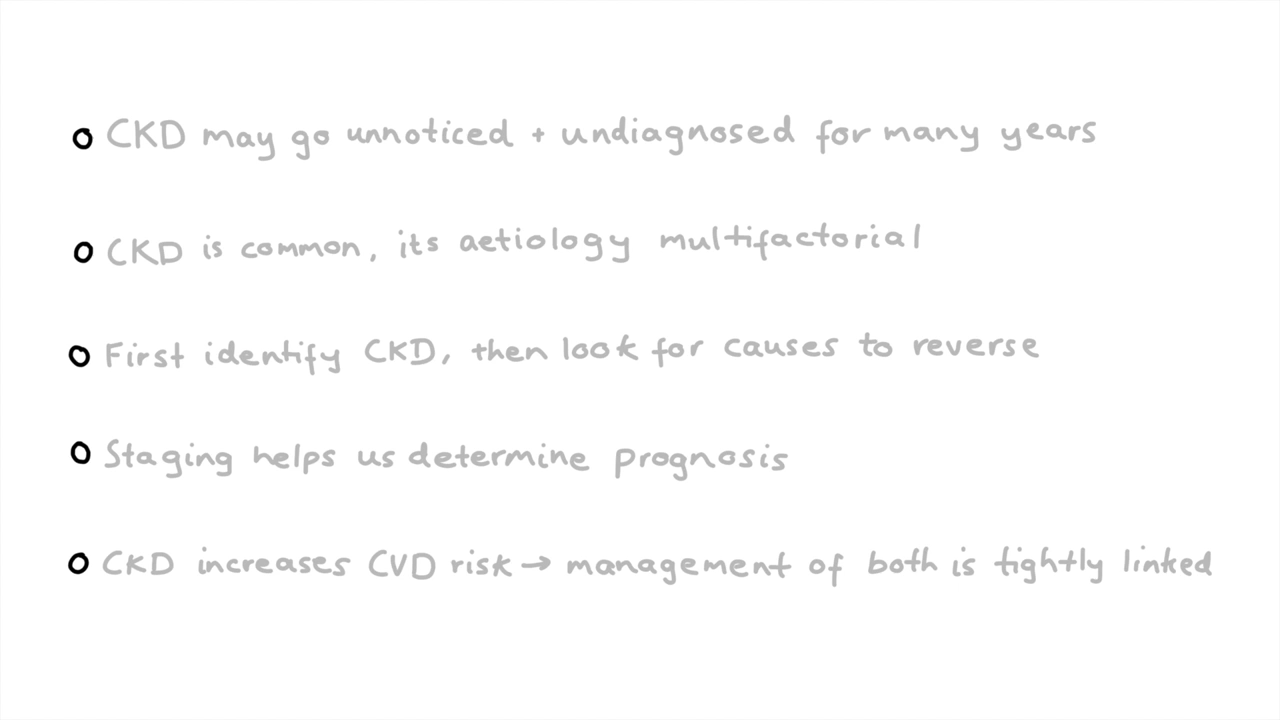 o CKD may go unnoticed + undiagnosed for many years
o CKD is common, its aetiology multifactorial
o First identify CKD, then look for causes to reverse
o Staging helps us determine prognosis
o CKD increases CVD risk → management of both is tightly linked